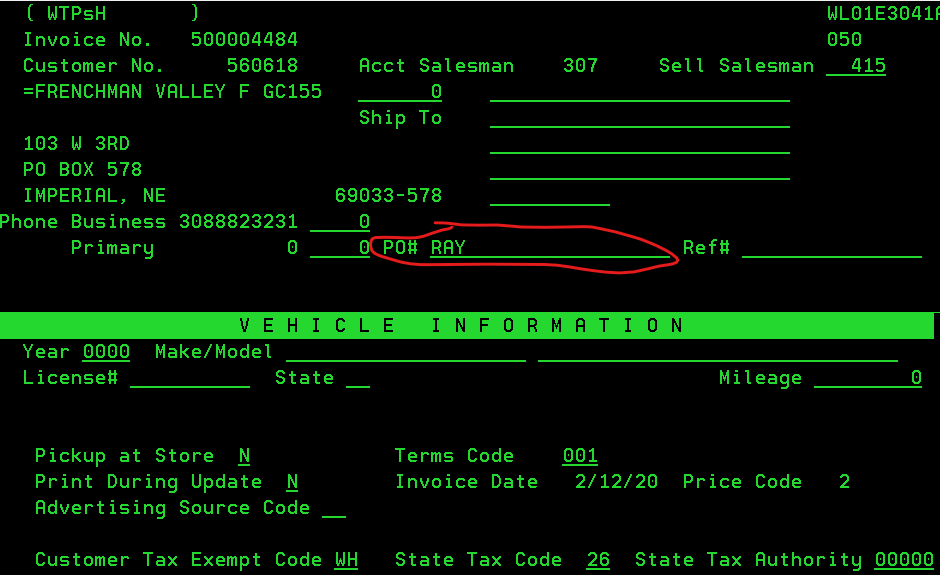 ( WTPsH ) WL01E3041A
Invoice No. 500004484 050
Customer No. 560618 Acct Salesman 307 Sell Salesman 415
=FRENCHMAN VALLEY F GC155 0
Ship To
103 W 3RD
PO BOX 578
IMPERIAL, NE 69033-578
Phone Business 3088823231 0
Primary 0 0 PO# RAY Ref#
VEHICLE INFORMATION
Year 0000 Make/Model
License# State Mileage 0
Pickup at Store N Terms Code 001
Print During Update N Invoice Date 2/12/20 Price Code 2
Advertising Source Code
Customer Tax Exempt Code WH State Tax Code 26 State Tax Authority 00000